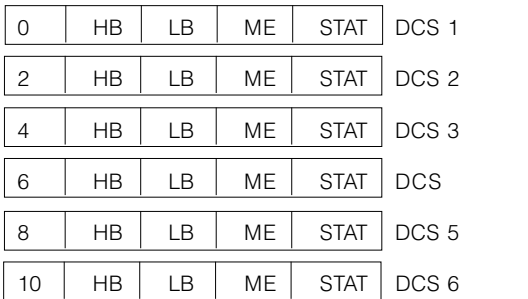 0 HB LB ME STAT DCS 1
2 HB LB ME STAT DCS 2
4 HB LB ME STAT DCS 3
6 HB LB ME STAT DCS
8 HB LB ME STAT DCS 5
10 HB LB ME STAT DCS 6